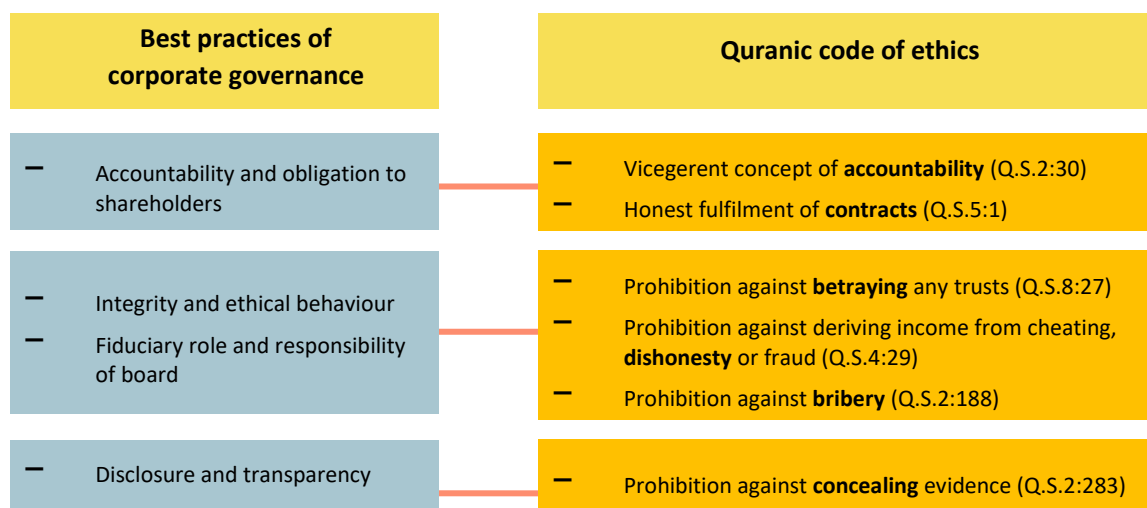 Best practices of
corporate governance
Quranic code of ethics
– Accountability and obligation to
shareholders
– Vicegerent concept of accountability (Q.S.2:30)
– Honest fulfilment of contracts (Q.S.5:1)
– Integrity and ethical behaviour
– Fiduciary role and responsibility
of board
– Prohibition against betraying any trusts (Q.S.8:27)
– Prohibition against deriving income from cheating,
dishonesty or fraud (Q.S.4:29)
– Prohibition against bribery (Q.S.2:188)
– Disclosure and transparency
– Prohibition against concealing evidence (Q.S.2:283)